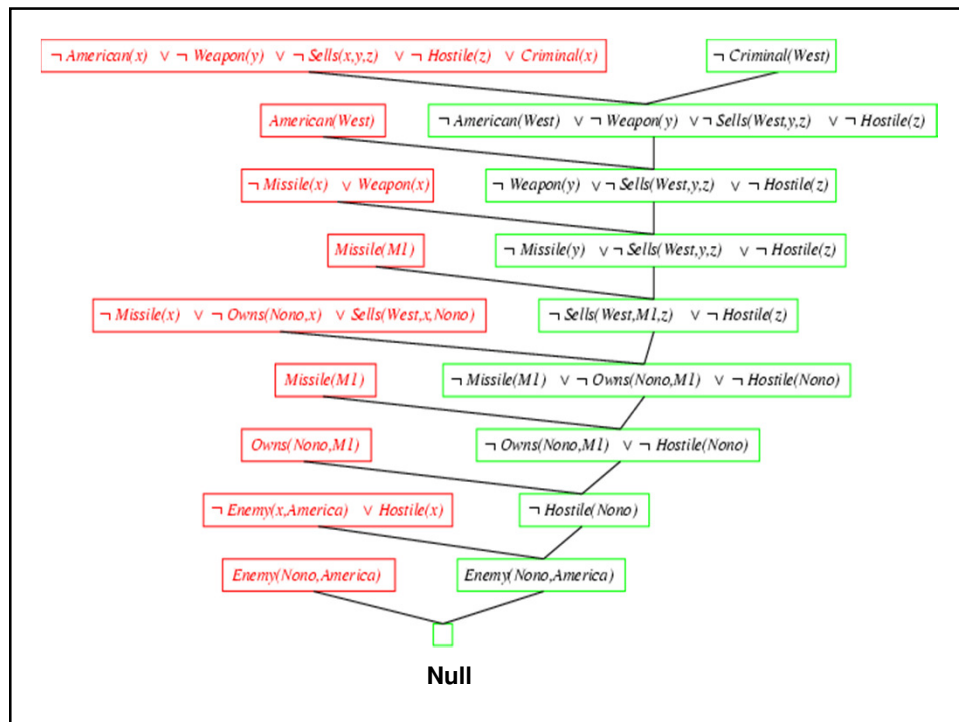 ¬ American(x) ∨ ¬ Weapon(y) ∨ ¬ Sells(x,y,z) ∨ ¬ Hostile(z) ∨ Criminal(x)
¬ Criminal(West)
American(West)
¬ American(West) ∨ ¬ Weapon(y) ∨ ¬ Sells(West,y,z) ∨ ¬ Hostile(z)
¬ Missile(x) ∨ Weapon(x)
¬ Weapon(y) ∨ ¬ Sells(West,y,z) ∨ ¬ Hostile(z)
Missile(M1)
¬ Missile(y) ∨ ¬ Sells(West,y,z) ∨ ¬ Hostile(z)
¬ Missile(x) ∨ ¬ Owns(Nono,x) ∨ Sells(West,x,Nono)
¬ Sells(West,M1,z) ∨ ¬ Hostile(z)
Missile(M1)
¬ Missile(M1) ∨ ¬ Owns(Nono,M1) ∨ ¬ Hostile(Nono)
Owns(Nono,M1)
¬ Owns(Nono,M1) ∨ ¬ Hostile(Nono)
¬ Enemy(x,America) ∨ Hostile(x)
¬ Hostile(Nono)
Enemy(Nono,America)
Enemy(Nono,America)
Null